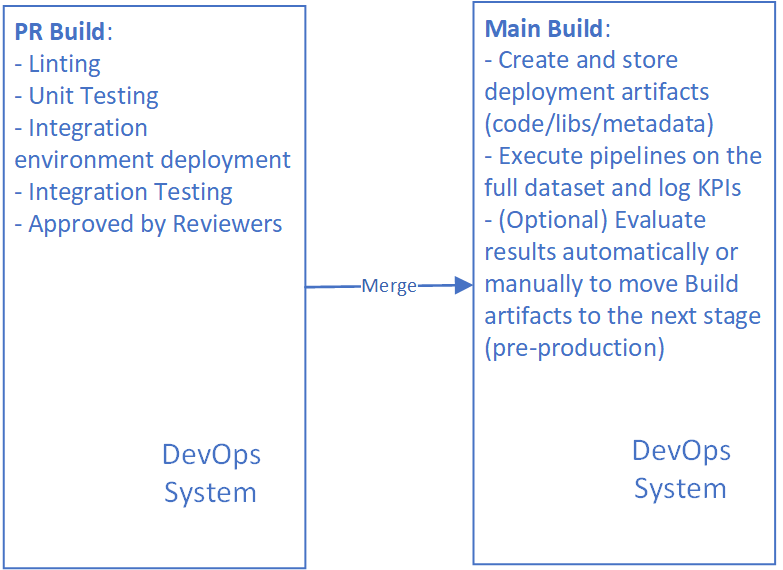 PR Build:
- Linting
- Unit Testing
- Integration
environment deployment
- Integration Testing
- Approved by Reviewers
DevOps
System
Merge
Main Build:
- Create and store
deployment artifacts
(code/libs/metadata)
- Execute pipelines on the
full dataset and log KPIs
- (Optional) Evaluate
results automatically or
manually to move Build
artifacts to the next stage
(pre-production)
DevOps
System